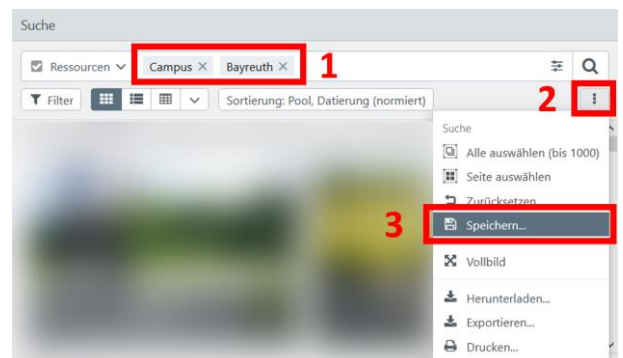 Suche
Ressourcen Campus × Bayreuth × 1
Filter Sortierung: Pool, Datierung (normiert) 2
Suche
Alle auswählen (bis 1000)
Seite auswählen
Zurücksetzen
3 Speichern...
Vollbild
Herunterladen...
Exportieren...
Drucken...